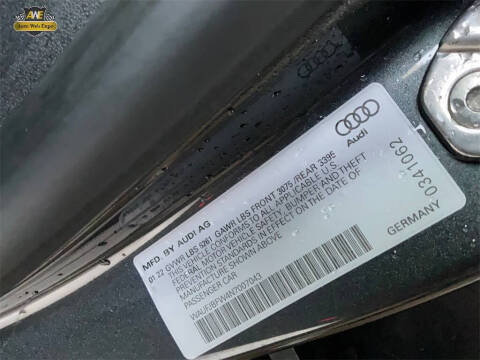 AWE
Auto Web Expo
Audi
MFD. BY AUDI AG
01.22 GVWR LBS 6261 GAWR LBS FRONT 3075 /REAR 3395
THIS VEHICLE CONFORMS TO ALL APPLICABLE U.S.
FEDERAL MOTOR VEHICLE SAFETY, BUMPER AND THEFT
PREVENTION STANDARDS IN EFFECT ON THE DATE OF
MANUFACTURE SHOWN ABOVE
PASSENGER CAR
0241062
GERMANY